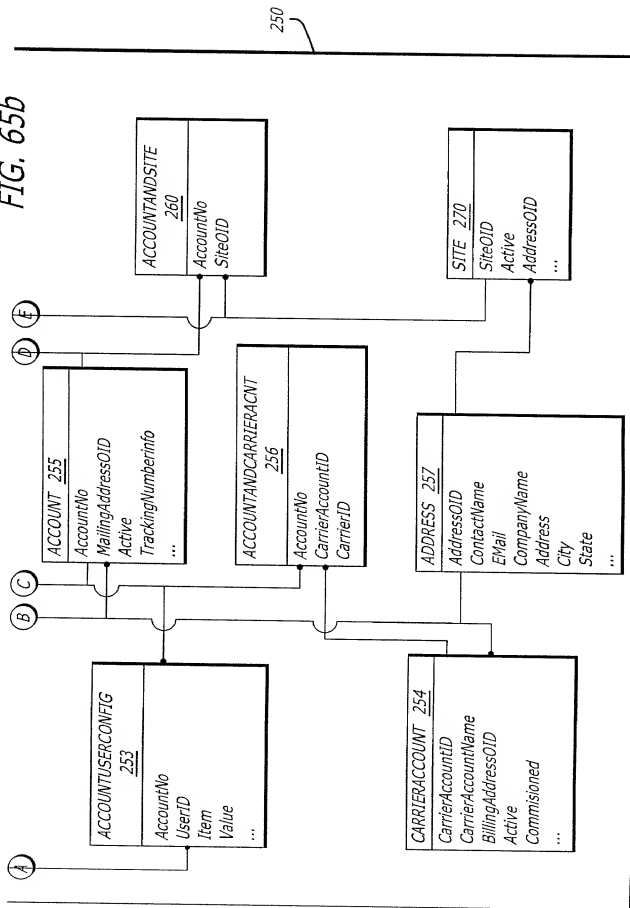 FIG. 65b
250
A
B
C
D
E
ACCOUNTUSERCONFIG
253
AccountNo
UserID
Item
Value
...
ACCOUNT 255
AccountNo
MailingAddressOID
Active
TrackingNumberinfo
...
ACCOUNTANDSITE
260
AccountNo
SiteOID
ACCOUNTANDCARRIERACNT
256
AccountNo
CarrierAccountID
CarrierID
CARRIERACCOUNT 254
CarrierAccountID
CarrierAccountName
BillingAddressOID
Active
Commisioned
...
ADDRESS 257
AddressOID
ContactName
EMail
CompanyName
Address
City
State
...
SITE 270
SiteOID
Active
AddressOID
...